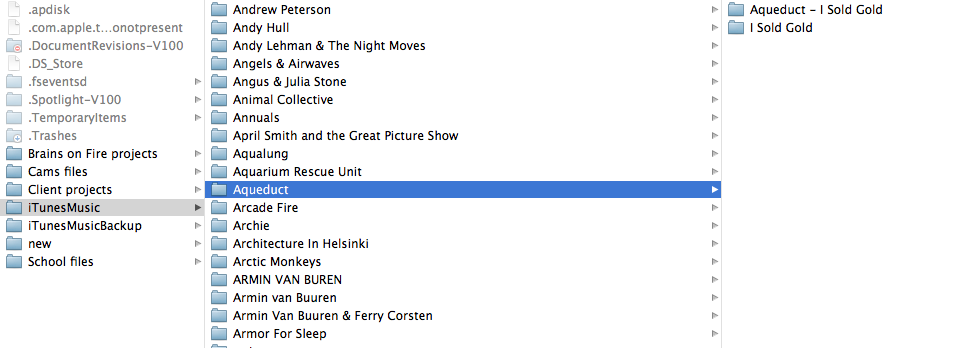 .apdisk
.com.apple.t...onotpresent
.DocumentRevisions-V100
.DS_Store
.fseventsd
.Spotlight-V100
.TemporaryItems
.Trashes
Brains on Fire projects
Cams files
Client projects
iTunesMusic
iTunesMusicBackup
new
School files
Andrew Peterson
Andy Hull
Andy Lehman & The Night Moves
Angels & Airwaves
Angus & Julia Stone
Animal Collective
Annuals
April Smith and the Great Picture Show
Aqualung
Aquarium Rescue Unit
Aqueduct
Arcade Fire
Archie
Architecture In Helsinki
Arctic Monkeys
ARMIN VAN BUREN
Armin van Buuren
Armin Van Buuren & Ferry Corsten
Armor For Sleep
Aqueduct - I Sold Gold
I Sold Gold